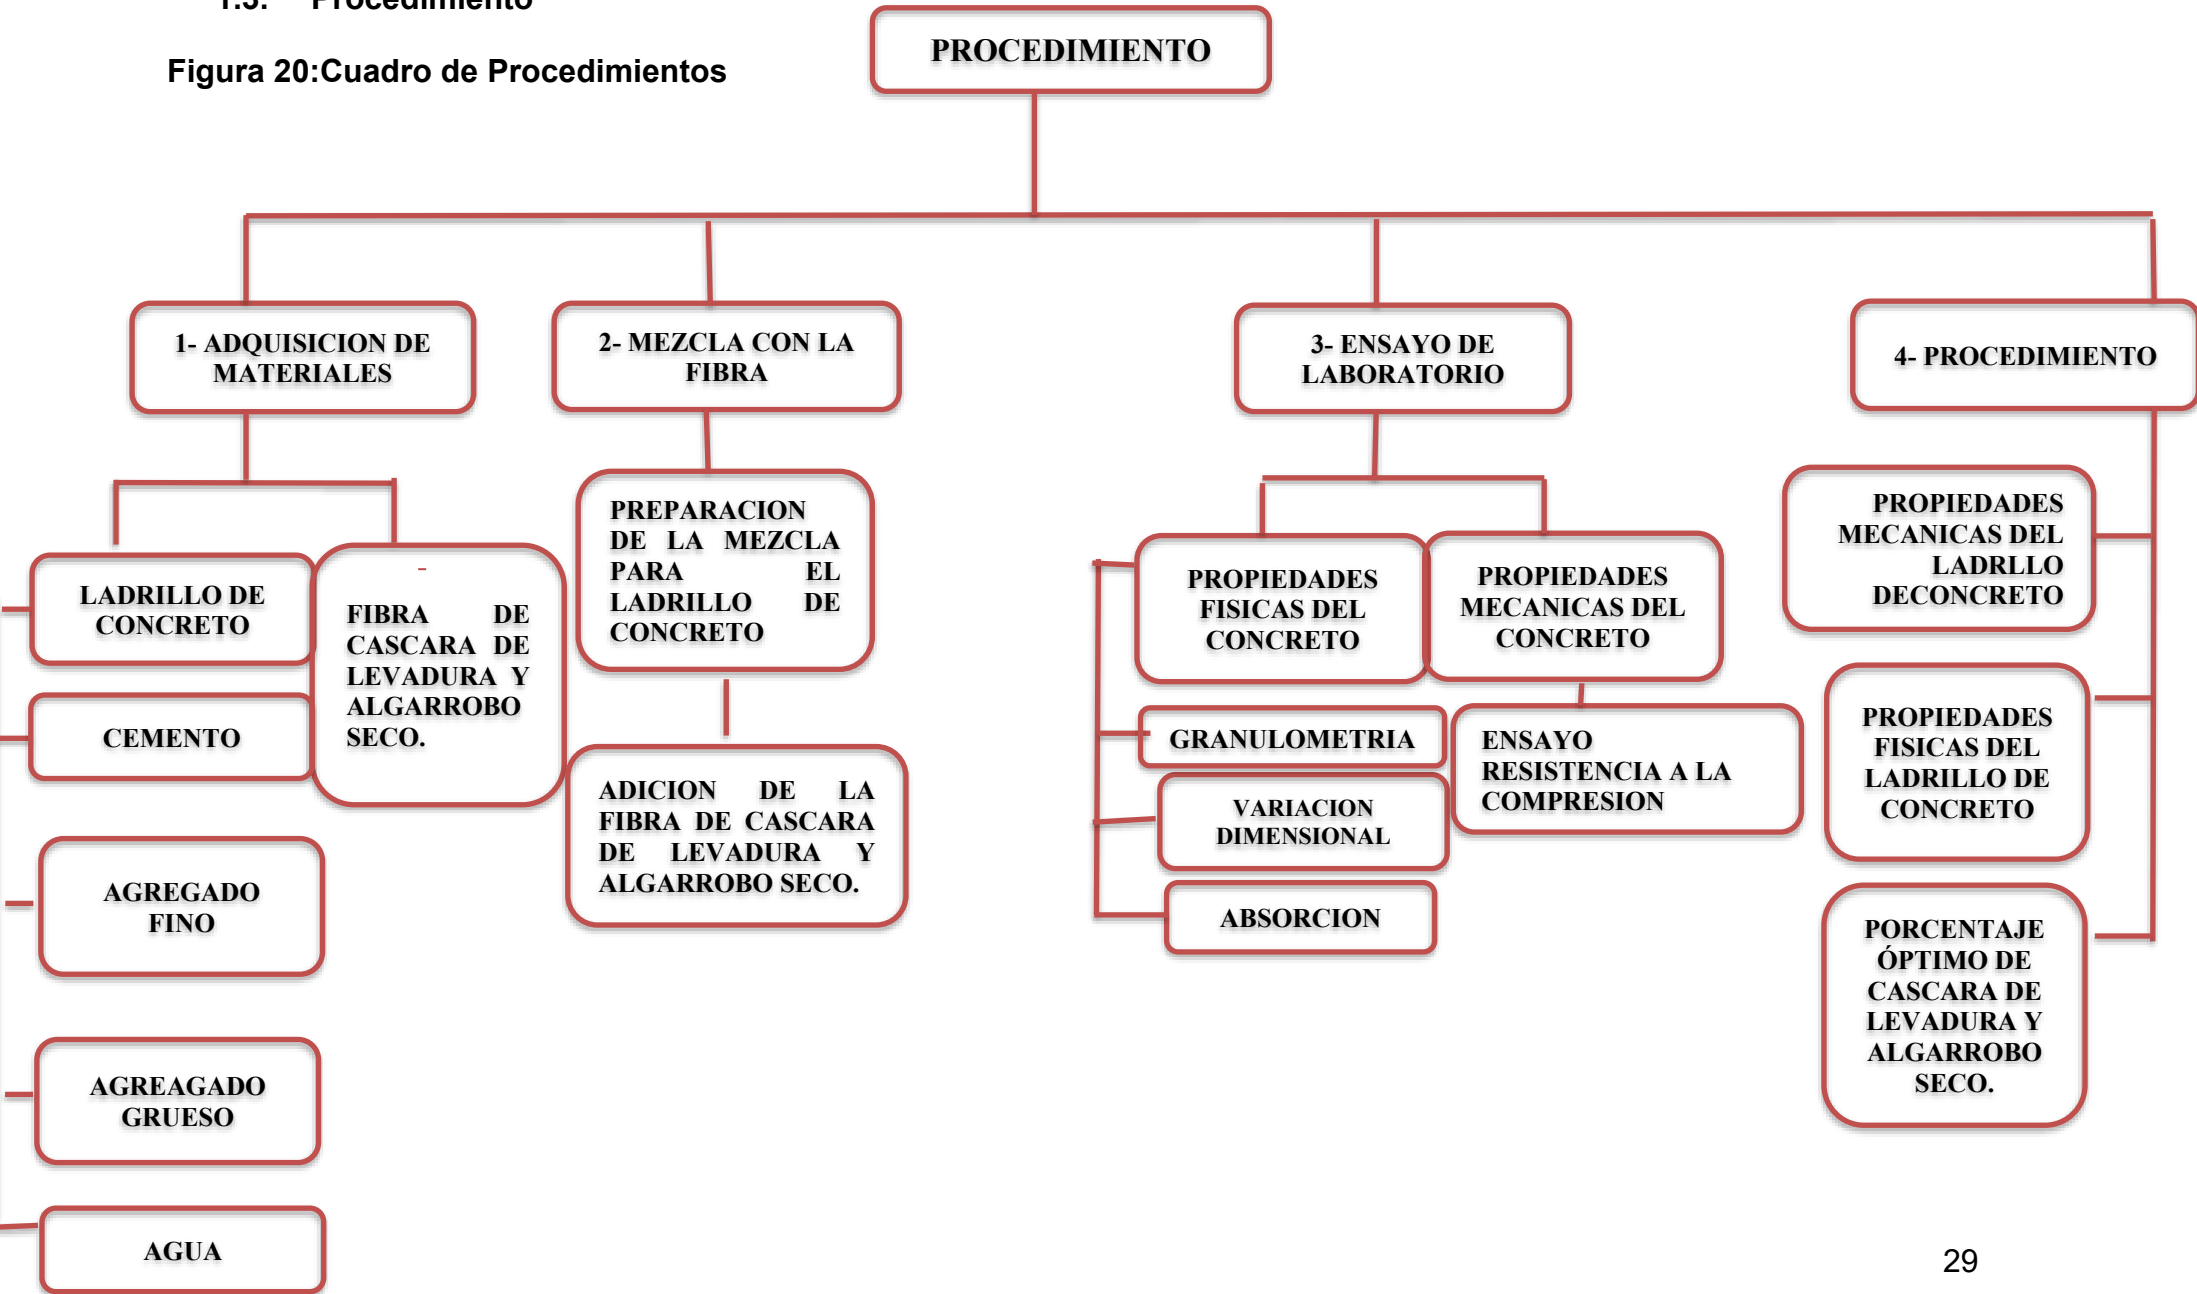 1.3. Procedimiento
Figura 20:Cuadro de Procedimientos
PROCEDIMIENTO
1- ADQUISICION DE
MATERIALES
2- MEZCLA CON LA
FIBRA
3- ENSAYO DE
LABORATORIO
4- PROCEDIMIENTO
LADRILLO DE
CONCRETO
CEMENTO
AGREGADO
FINO
AGREAGADO
GRUESO
AGUA
FIBRA DE
CASCARA DE
LEVADURA Y
ALGARROBO
SECO.
PREPARACION
DE LA MEZCLA
PARA EL
LADRILLO DE
CONCRETO
ADICION DE LA
FIBRA DE CASCARA
DE LEVADURA Y
ALGARROBO SECO.
PROPIEDADES
FISICAS DEL
CONCRETO
GRANULOMETRIA
VARIACION
DIMENSIONAL
ABSORCION
PROPIEDADES
MECANICAS DEL
CONCRETO
ENSAYO
RESISTENCIA A LA
COMPRESION
PROPIEDADES
MECANICAS DEL
LADRLLO
DECONCRETO
PROPIEDADES
FISICAS DEL
LADRILLO DE
CONCRETO
PORCENTAJE
ÓPTIMO DE
CASCARA DE
LEVADURA Y
ALGARROBO
SECO.
29